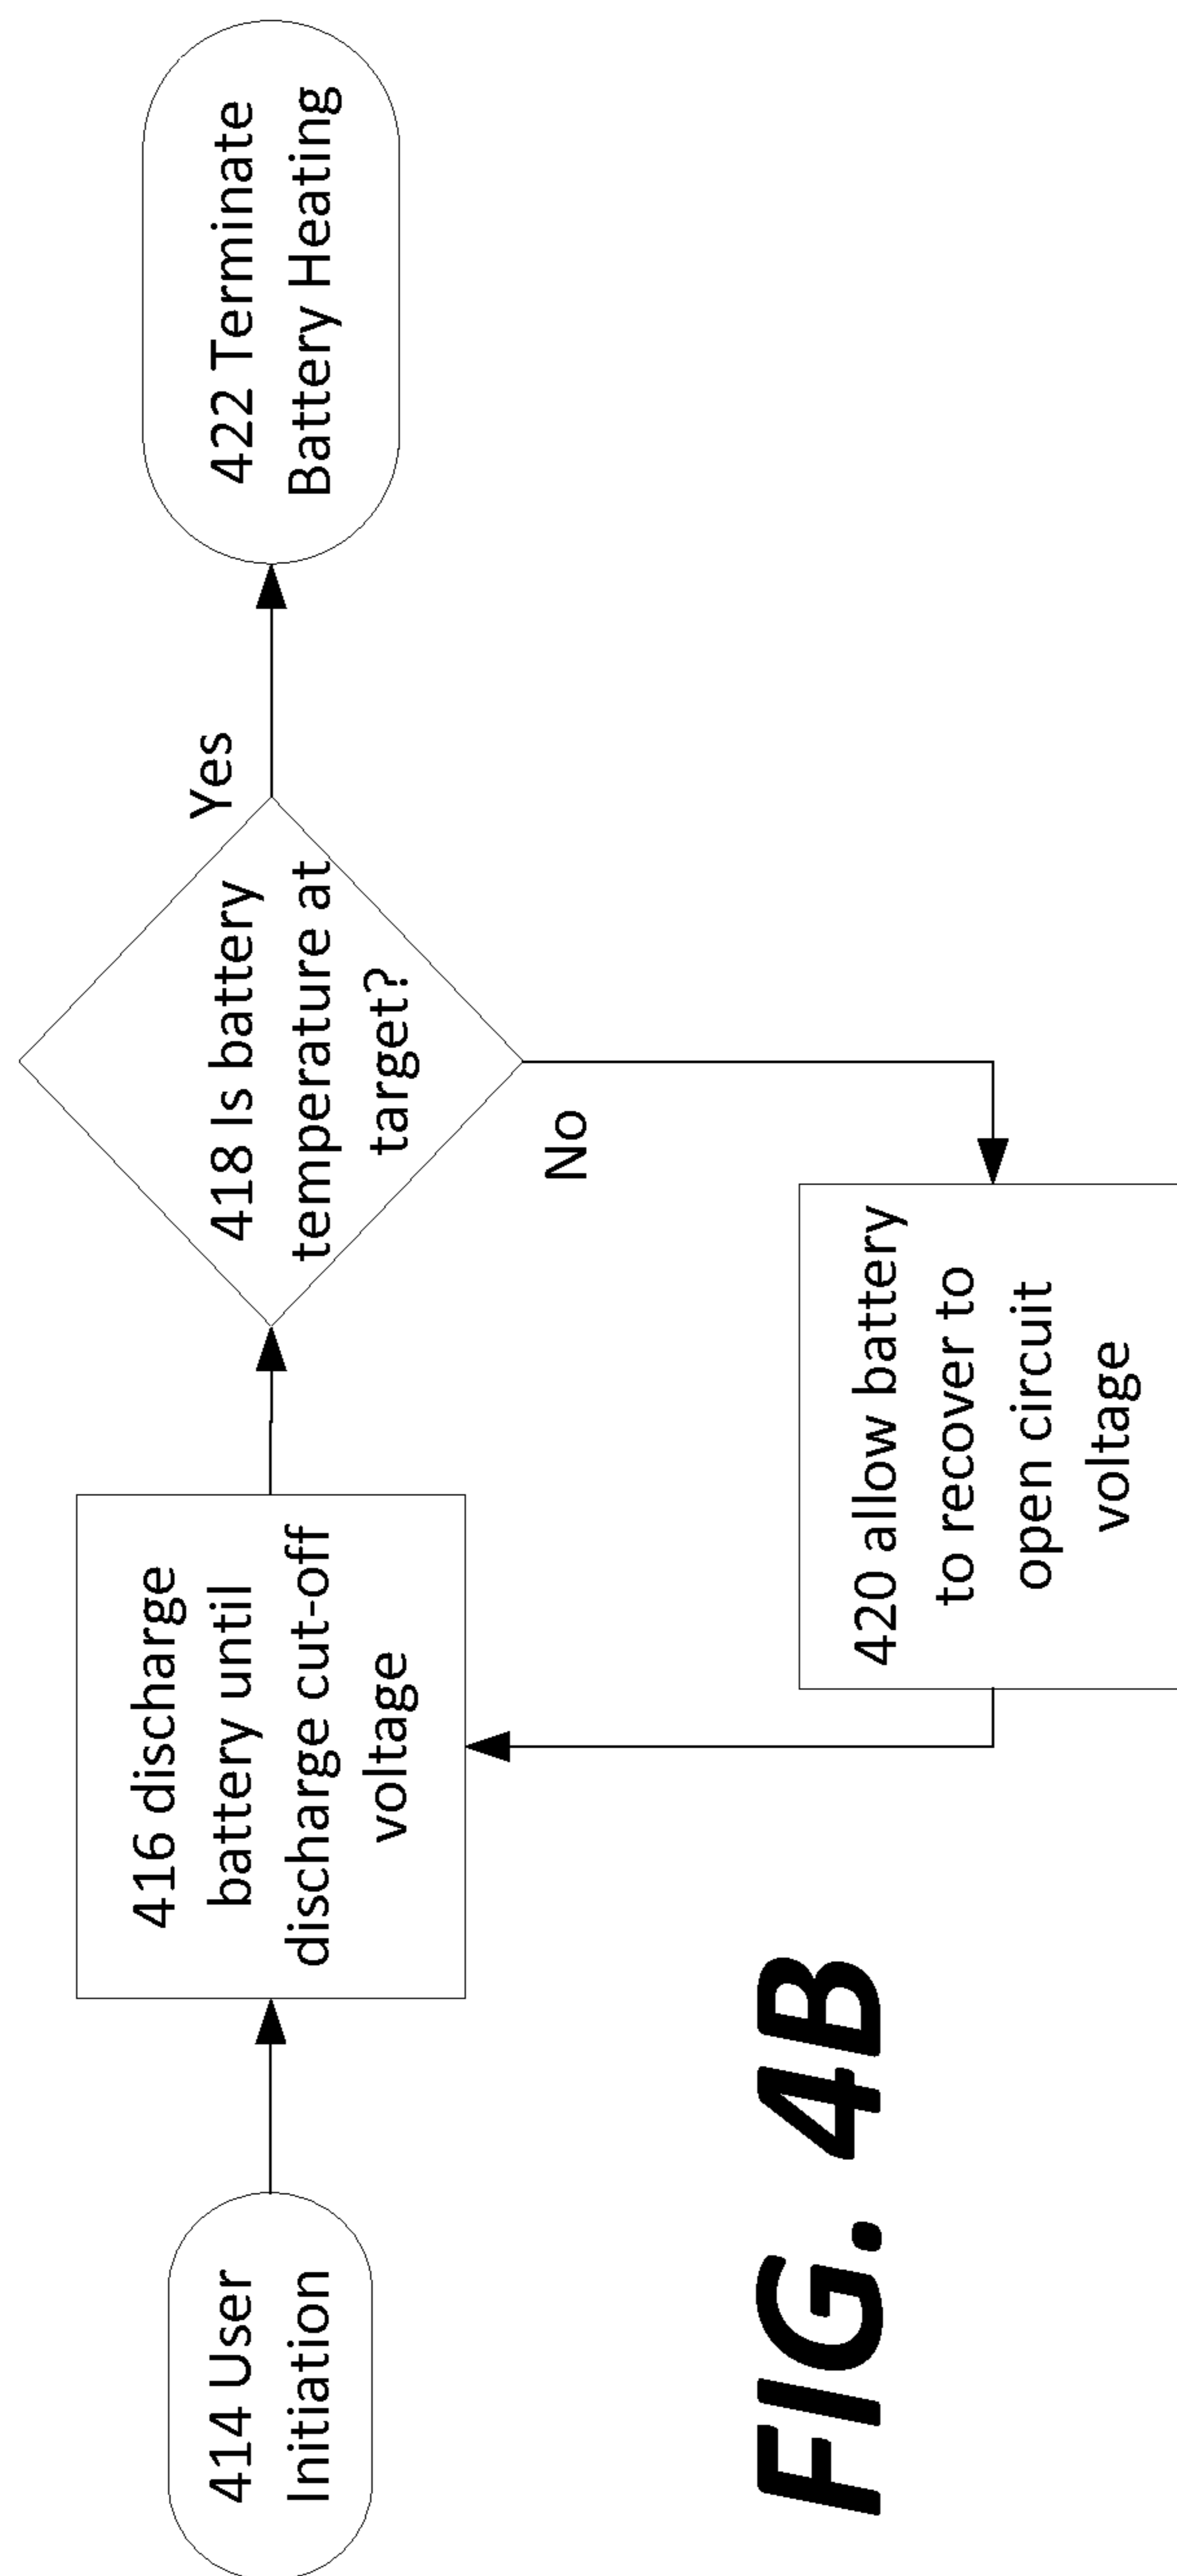 414 User
Initiation
416 discharge
battery until
discharge cut-off
voltage
418 Is battery
temperature at
target?
Yes
422 Terminate
Battery Heating
No
420 allow battery
to recover to
open circuit
voltage
FIG. 4B